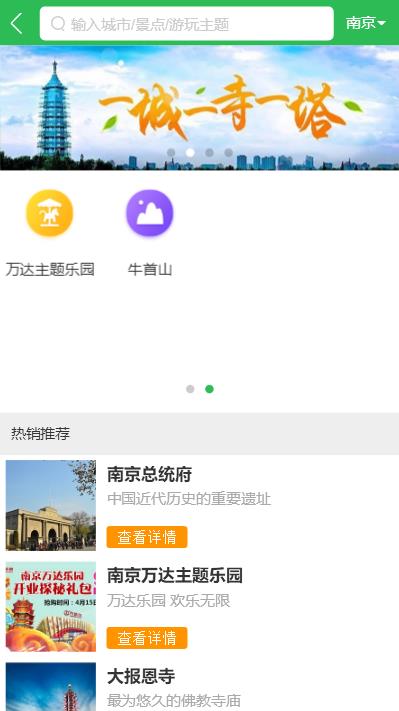 输入城市/景点/游玩主题
南京
一诚二寺一塔
万达主题乐园
牛首山
热销推荐
南京总统府
中国近代历史的重要遗址
查看详情
南京万达乐园
开业探秘礼包
抢购时间：4月15日
南京万达主题乐园
万达乐园 欢乐无限
查看详情
大报恩寺
最为悠久的佛教寺庙